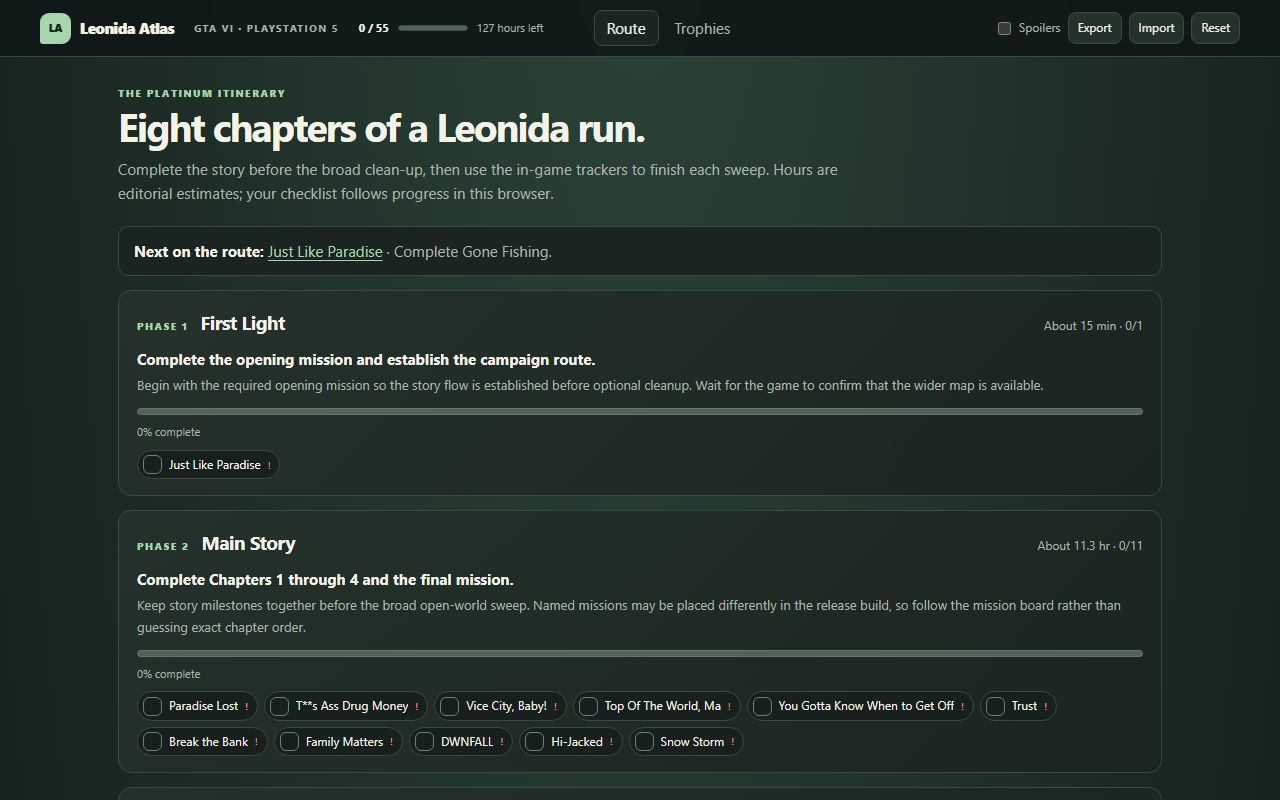 LA Leonida Atlas GTA VI · PLAYSTATION 5 0 / 55 127 hours left Route Trophies Spoilers Export Import Reset
THE PLATINUM ITINERARY
Eight chapters of a Leonida run.
Complete the story before the broad clean-up, then use the in-game trackers to finish each sweep. Hours are
editorial estimates; your checklist follows progress in this browser.
Next on the route: Just Like Paradise · Complete Gone Fishing.
PHASE 1 First Light About 15 min · 0/1
Complete the opening mission and establish the campaign route.
Begin with the required opening mission so the story flow is established before optional cleanup. Wait for the game to confirm that the wider map is available.
0% complete
Just Like Paradise !
PHASE 2 Main Story About 11.3 hr · 0/11
Complete Chapters 1 through 4 and the final mission.
Keep story milestones together before the broad open-world sweep. Named missions may be placed differently in the release build, so follow the mission board rather than
guessing exact chapter order.
0% complete
Paradise Lost ! T**s Ass Drug Money ! Vice City, Baby! ! Top Of The World, Ma ! You Gotta Know When to Get Off ! Trust !
Break the Bank ! Family Matters ! DWNFALL ! Hi-Jacked ! Snow Storm !